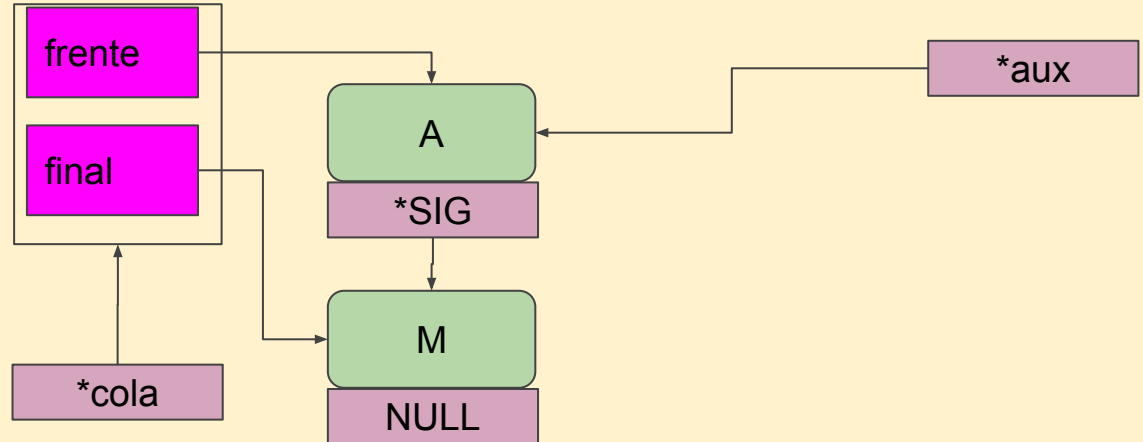 frente
*aux
A
final
*SIG
M
*cola
NULL